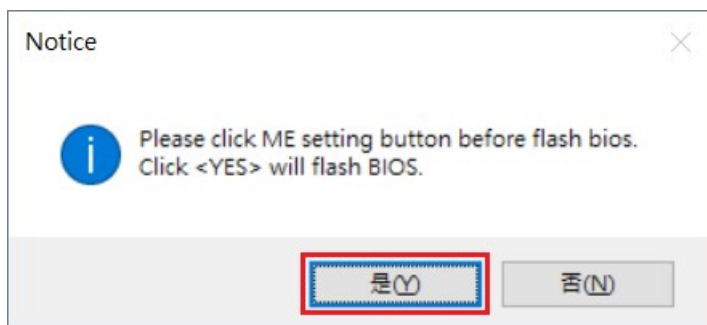 Notice
Please click ME setting button before flash bios.
Click <YES> will flash BIOS.
是(Y)
否(N)